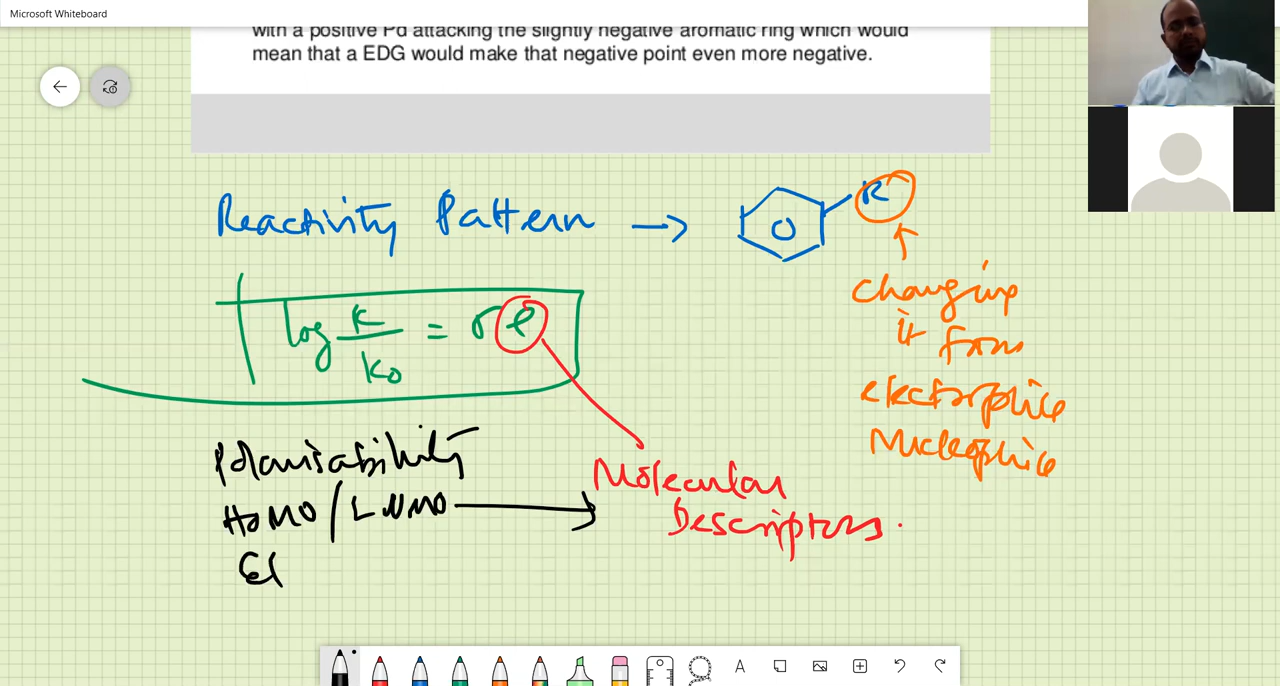 Microsoft Whiteboard
with a positive Pd attacking the slightly negative aromatic ring which would
mean that a EDG would make that negative point even more negative.
Reactivity Pattern → R
log K/K0 = σρ
Changing
it from
electrophile
Nucleophile
Polarisability
HOMO/LUMO →
Molecular
Descriptors.
El
A